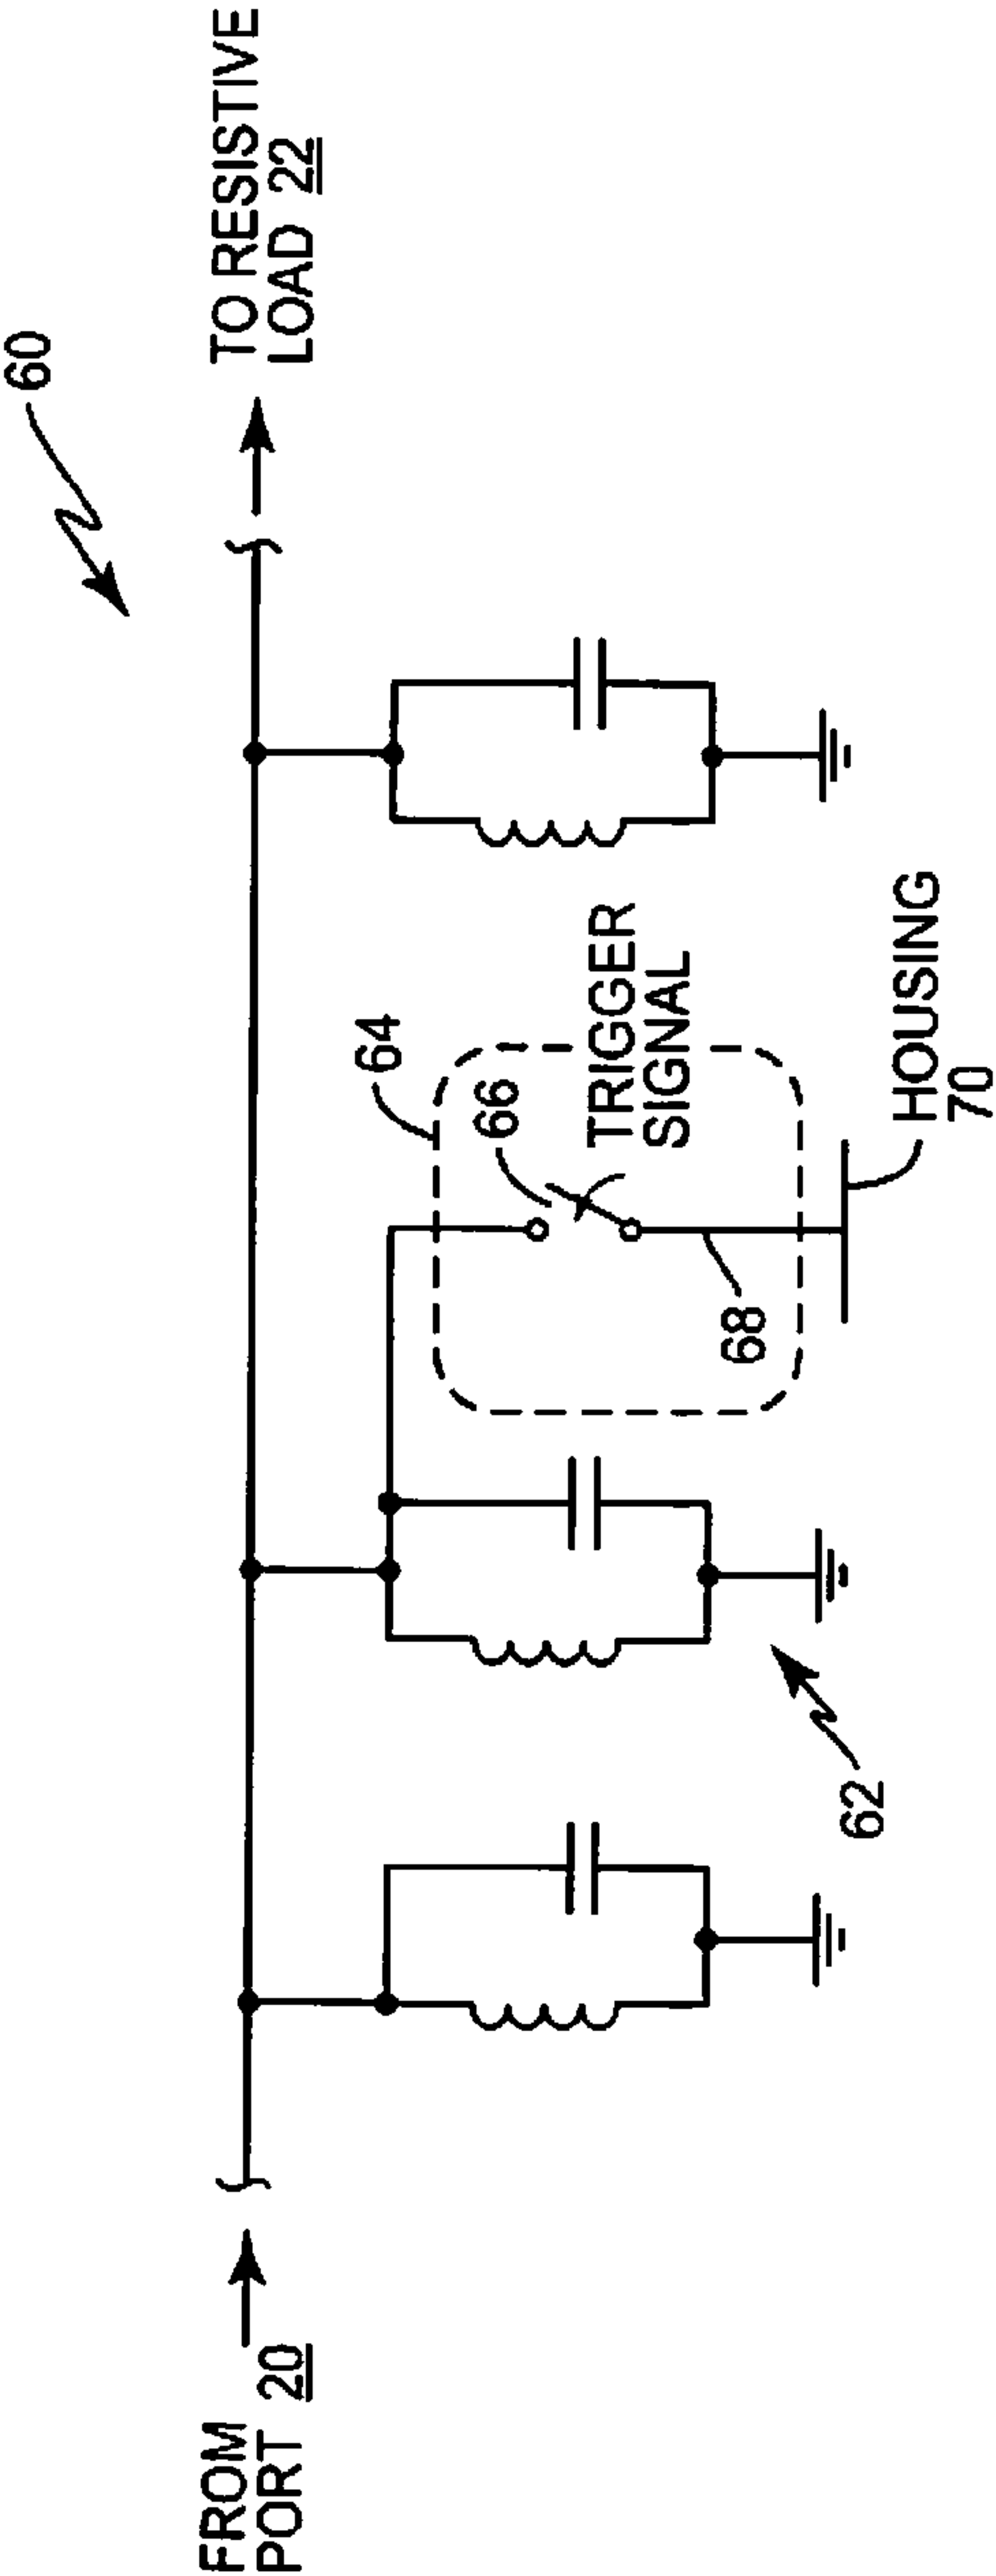 60
FROM
PORT 20
TO RESISTIVE
LOAD 22
64
66
TRIGGER
SIGNAL
68
62
HOUSING
70